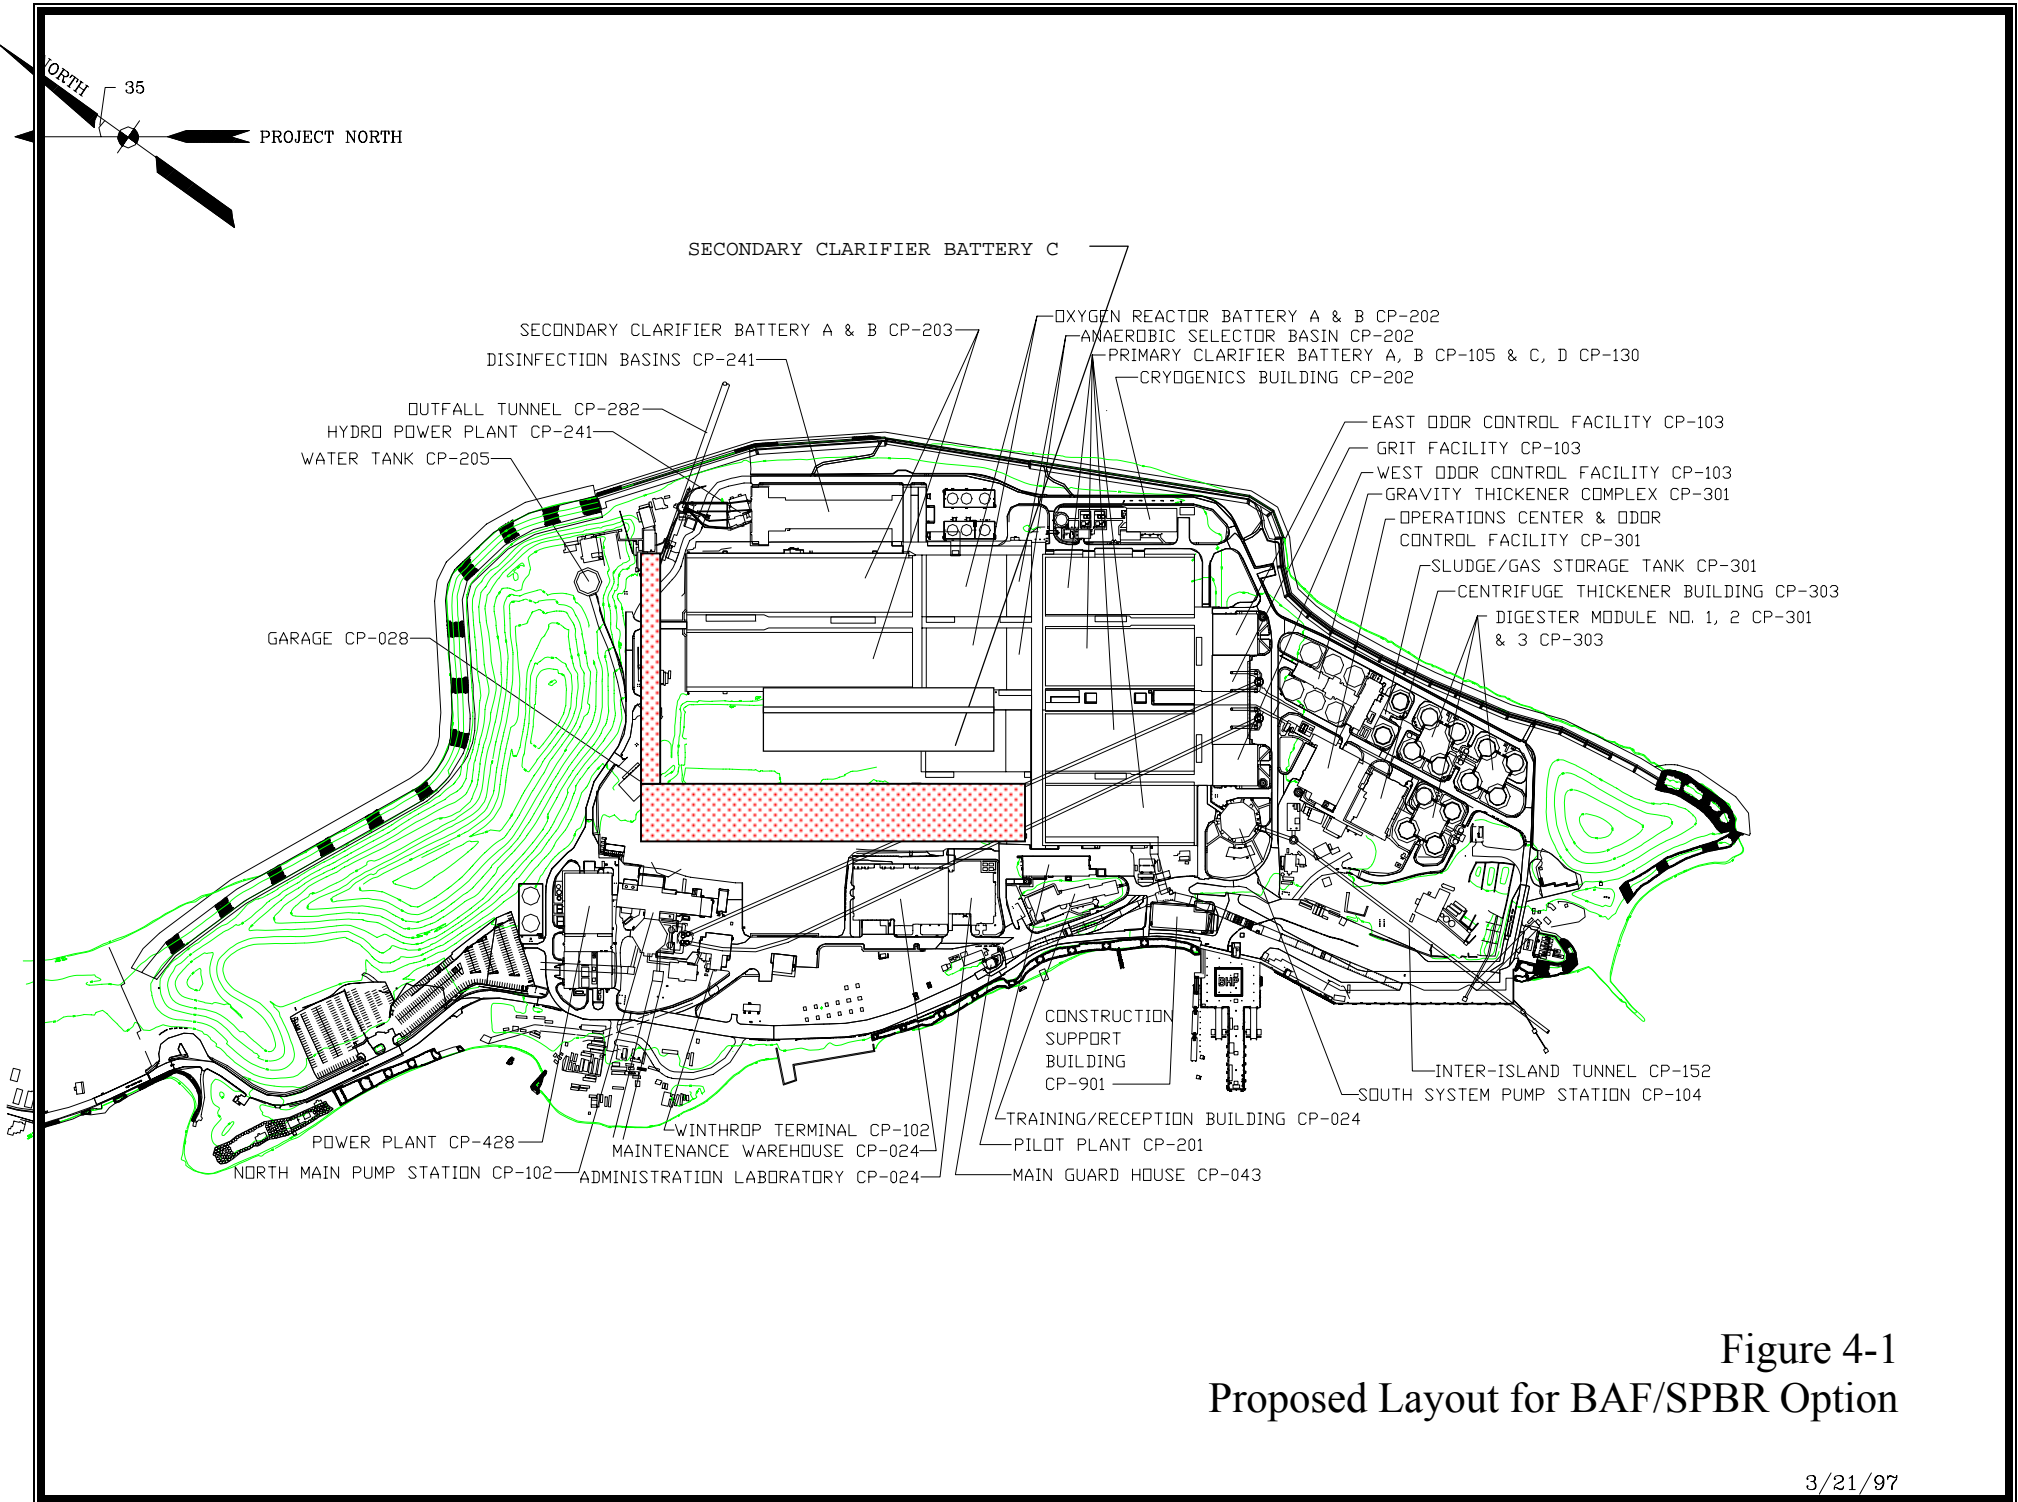 NORTH
35
PROJECT NORTH
SECONDARY CLARIFIER BATTERY C
OXYGEN REACTOR BATTERY A & B CP-202
SECONDARY CLARIFIER BATTERY A & B CP-203
ANAEROBIC SELECTOR BASIN CP-202
PRIMARY CLARIFIER BATTERY A, B CP-105 & C, D CP-130
DISINFECTION BASINS CP-241
CRYOGENICS BUILDING CP-202
OUTFALL TUNNEL CP-282
EAST ODOR CONTROL FACILITY CP-103
HYDRO POWER PLANT CP-241
GRIT FACILITY CP-103
WATER TANK CP-205
WEST ODOR CONTROL FACILITY CP-103
GRAVITY THICKENER COMPLEX CP-301
OPERATIONS CENTER & ODOR
CONTROL FACILITY CP-301
SLUDGE/GAS STORAGE TANK CP-301
CENTRIFUGE THICKENER BUILDING CP-303
DIGESTER MODULE NO. 1, 2 CP-301
& 3 CP-303
GARAGE CP-028
BHP
CONSTRUCTION
SUPPORT
BUILDING
CP-901
INTER-ISLAND TUNNEL CP-152
SOUTH SYSTEM PUMP STATION CP-104
TRAINING/RECEPTION BUILDING CP-024
WINTHROP TERMINAL CP-102
POWER PLANT CP-428
PILOT PLANT CP-201
MAINTENANCE WAREHOUSE CP-024
NORTH MAIN PUMP STATION CP-102
ADMINISTRATION LABORATORY CP-024
MAIN GUARD HOUSE CP-043
Figure 4-1
Proposed Layout for BAF/SPBR Option
3/21/97